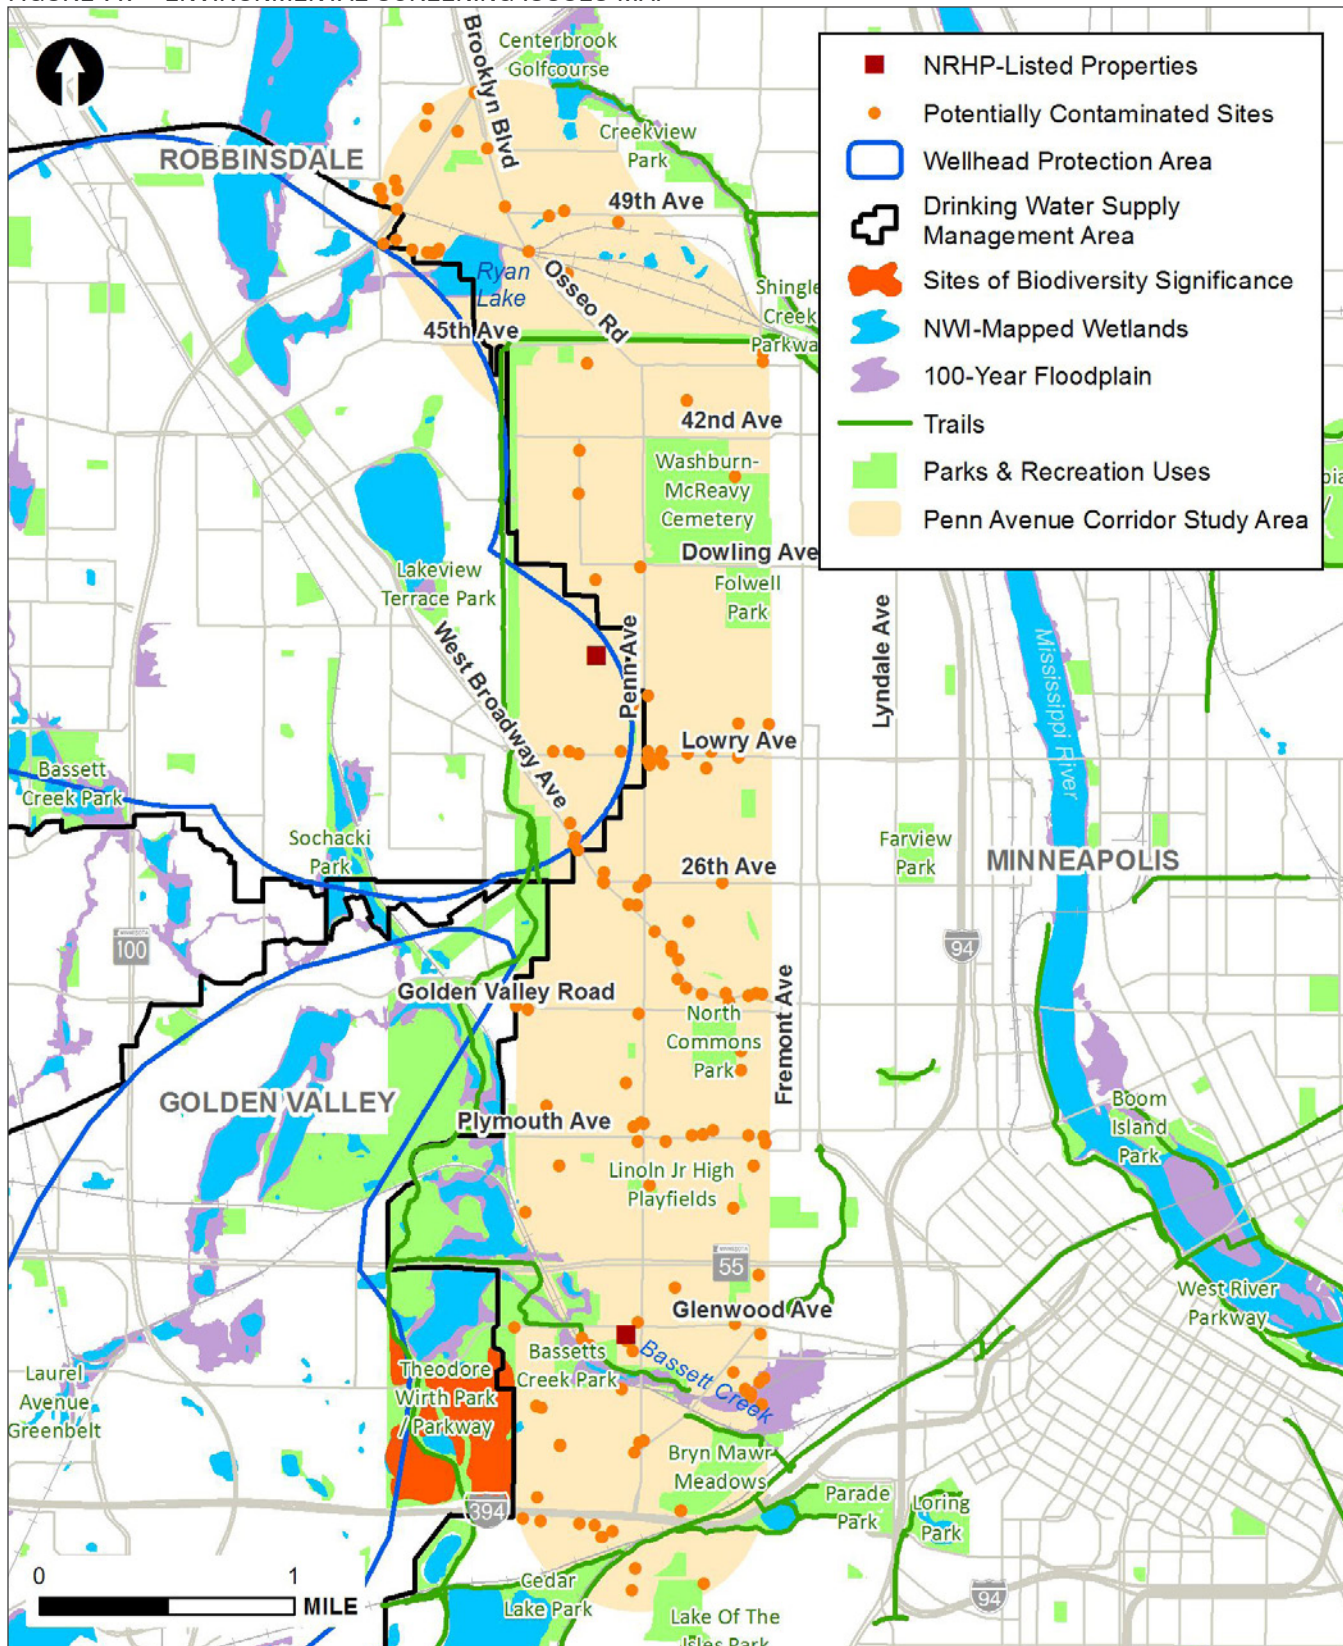 Brooklyn Blvd
Centerbrook
Golfcourse
ROBBINSDALE
Creekview
Park
49th Ave
Ryan
Lake
Osseo Rd
Shingle
Creek
45th Ave
42nd Ave
Washburn-
McReavy
Cemetery
Dowling Ave
Lakeview
Terrace Park
Folwell
Park
West Broadway Ave
Penn Ave
Lyndale Ave
Mississippi River
Lowry Ave
Bassett
Creek Park
Sochacki
Park
Farview
Park
MINNEAPOLIS
26th Ave
MINNESOTA
100
94
Golden Valley Road
Fremont Ave
North
Commons
Park
GOLDEN VALLEY
Plymouth Ave
Boom
Island
Park
Linoln Jr High
Playfields
MINNESOTA
55
Glenwood Ave
West River
Parkway
Bassetts
Creek Park
Bassett Creek
Laurel
Avenue
Greenbelt
Theodore
Wirth Park
/ Parkway
Bryn Mawr
Meadows
394
Parade
Park
Loring
Park
Cedar
Lake Park
94
Lake Of The
Isles Park
0 1
MILE
NRHP-Listed Properties
Potentially Contaminated Sites
Wellhead Protection Area
Drinking Water Supply
Management Area
Sites of Biodiversity Significance
NWI-Mapped Wetlands
100-Year Floodplain
Trails
Parks & Recreation Uses
Penn Avenue Corridor Study Area